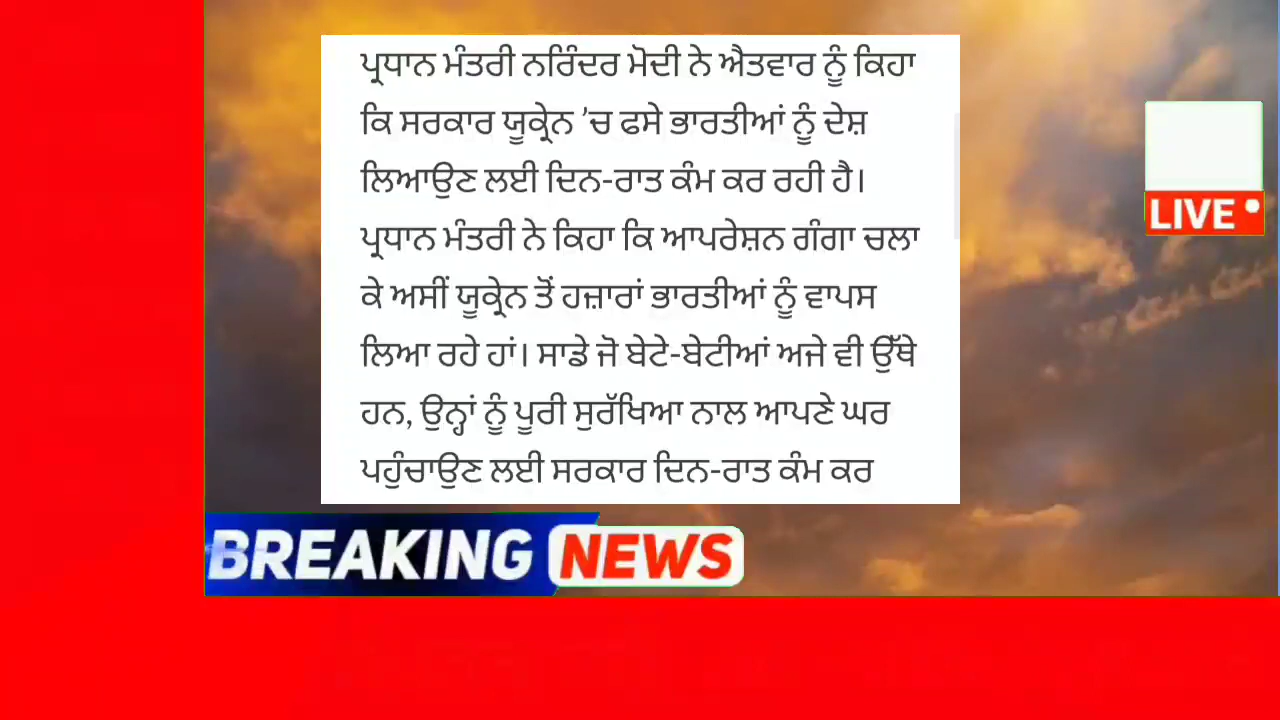 ਪ੍ਰਧਾਨ ਮੰਤਰੀ ਨਰਿੰਦਰ ਮੋਦੀ ਨੇ ਐਤਵਾਰ ਨੂੰ ਕਿਹਾ
ਕਿ ਸਰਕਾਰ ਯੂਕ੍ਰੇਨ ’ਚ ਫਸੇ ਭਾਰਤੀਆਂ ਨੂੰ ਦੇਸ਼
ਲਿਆਉਣ ਲਈ ਦਿਨ-ਰਾਤ ਕੰਮ ਕਰ ਰਹੀ ਹੈ।
ਪ੍ਰਧਾਨ ਮੰਤਰੀ ਨੇ ਕਿਹਾ ਕਿ ਆਪਰੇਸ਼ਨ ਗੰਗਾ ਚਲਾ
ਕੇ ਅਸੀਂ ਯੂਕ੍ਰੇਨ ਤੋਂ ਹਜ਼ਾਰਾਂ ਭਾਰਤੀਆਂ ਨੂੰ ਵਾਪਸ
ਲਿਆ ਰਹੇ ਹਾਂ। ਸਾਡੇ ਜੋ ਬੇਟੇ-ਬੇਟੀਆਂ ਅਜੇ ਵੀ ਉੱਥੇ
ਹਨ, ਉਨ੍ਹਾਂ ਨੂੰ ਪੂਰੀ ਸੁਰੱਖਿਆ ਨਾਲ ਆਪਣੇ ਘਰ
ਪਹੁੰਚਾਉਣ ਲਈ ਸਰਕਾਰ ਦਿਨ-ਰਾਤ ਕੰਮ ਕਰ
LIVE
BREAKING NEWS